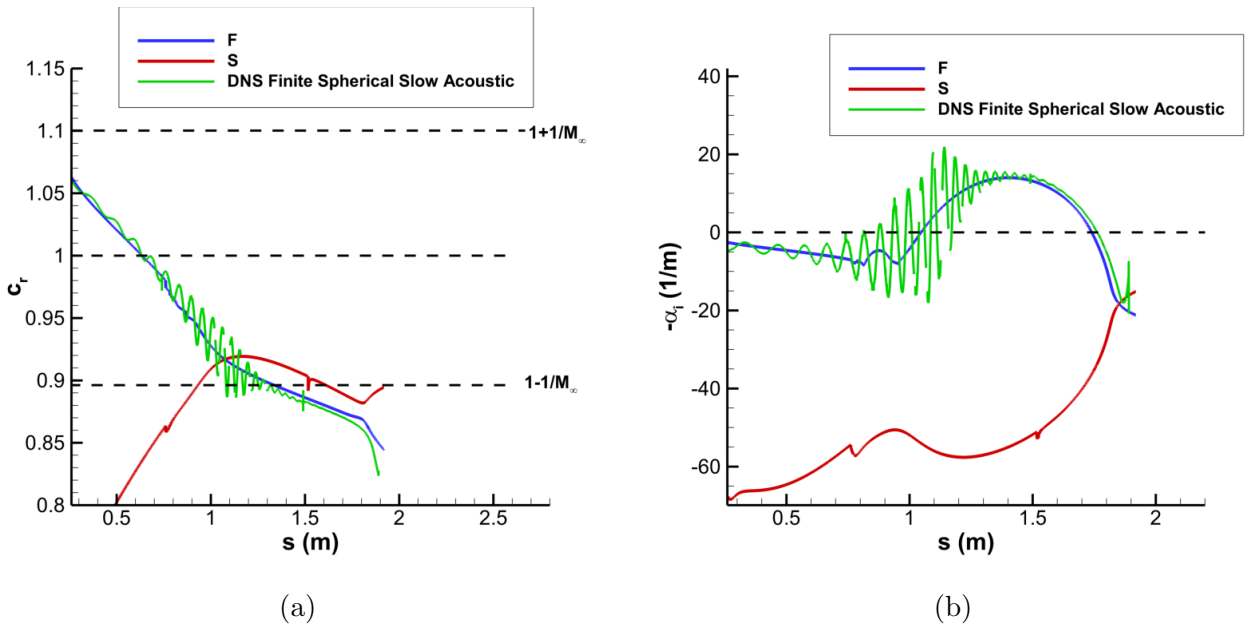 F
S
DNS Finite Spherical Slow Acoustic
1.15
1.1
1.05
1
0.95
0.9
0.85
0.8
1+1/M∞
1-1/M∞
cr
0.5 1 1.5 2 2.5
s (m)
(a)
F
S
DNS Finite Spherical Slow Acoustic
40
20
0
-20
-40
-60
-αi (1/m)
0.5 1 1.5 2
s (m)
(b)